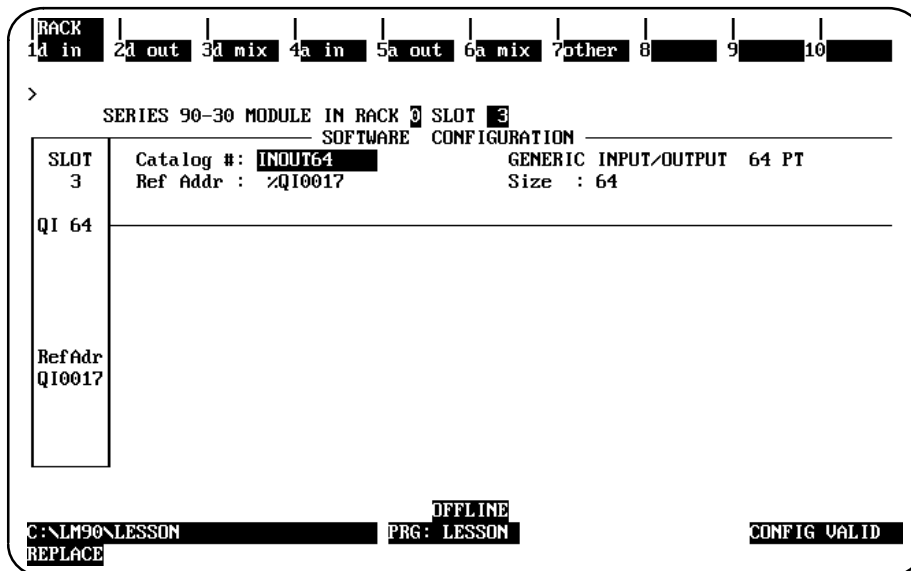 RACK
1d in 2d out 3d mix 4a in 5a out 6a mix 7other 8 9 10
>
SERIES 90-30 MODULE IN RACK 0 SLOT 3
SOFTWARE CONFIGURATION
SLOT Catalog #: INOUT64 GENERIC INPUT/OUTPUT 64 PT
3 Ref Addr : %QI0017 Size : 64
QI 64
RefAdr
QI0017
OFFLINE
C:\LM90\LESSON PRG: LESSON CONFIG VALID
REPLACE